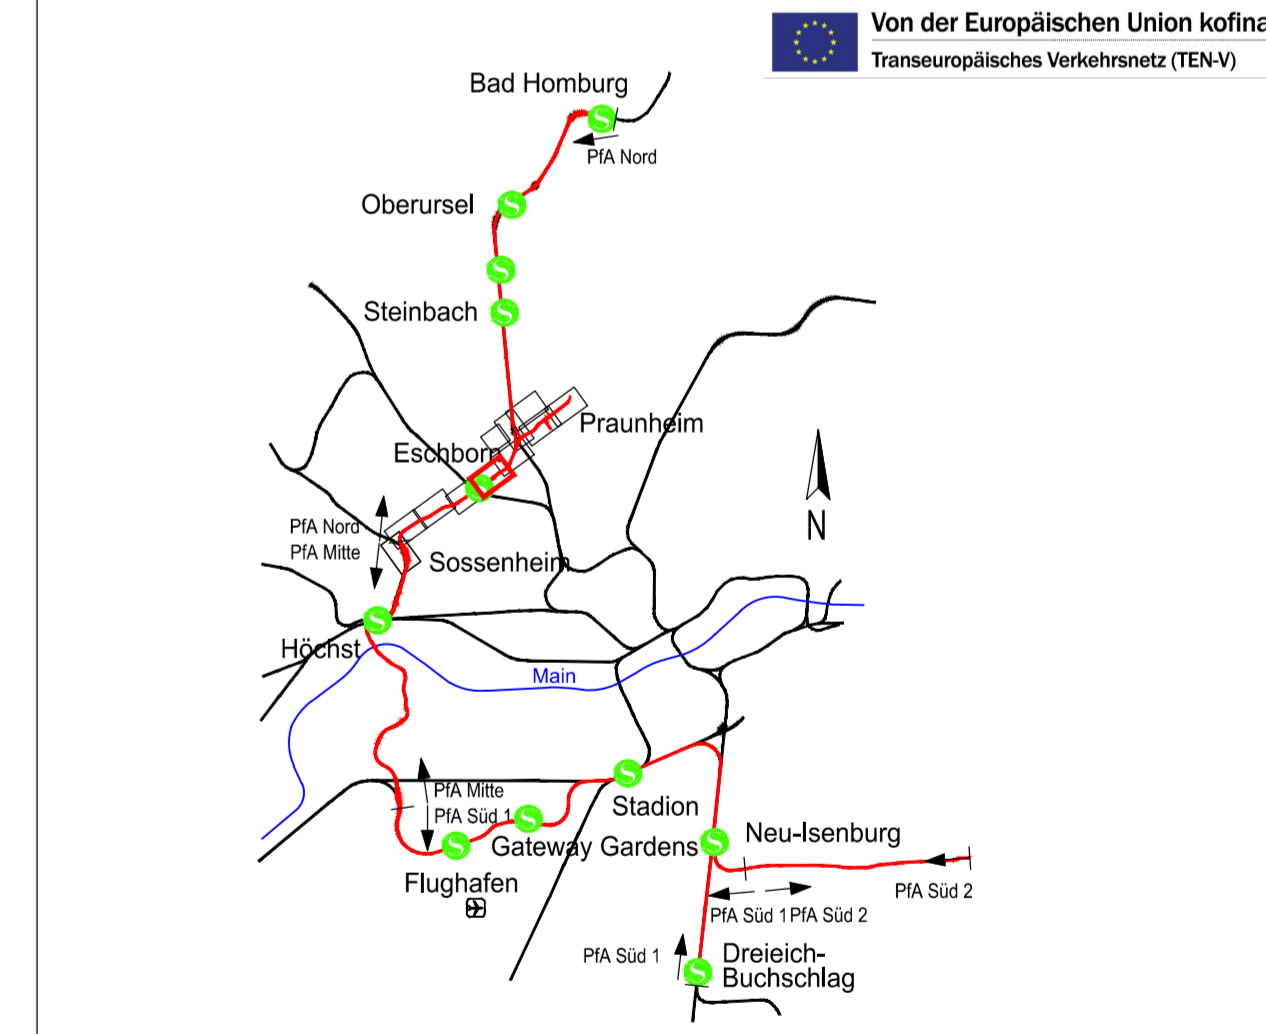 Von der Europäischen Union kofina
Transeuropäisches Verkehrsnetz (TEN-V)
Bad Homburg
PfA Nord
Oberursel
Steinbach
Praunheim
Eschborn
PfA Nord
PfA Mitte
N
Sossenheim
Höchst
Main
PfA Mitte
PfA Süd 1
Stadion
Gateway Gardens
Neu-Isenburg
Flughafen
PfA Süd 2
PfA Süd 1 PfA Süd 2
PfA Süd 1
Dreieich-
Buchschlag